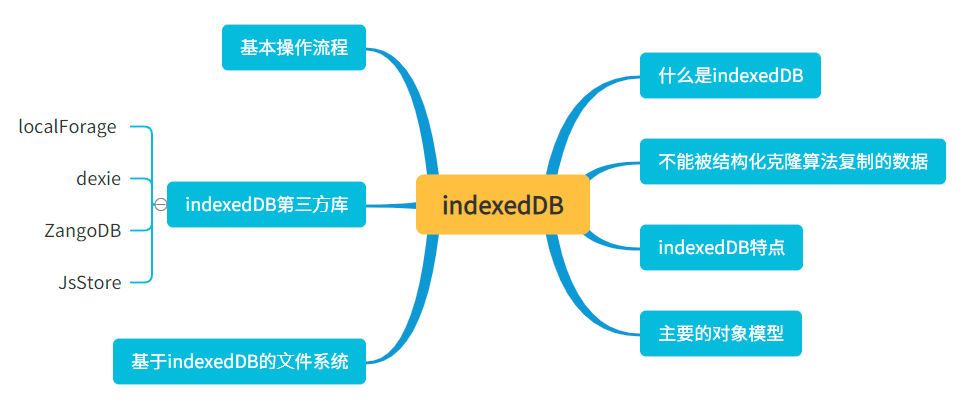 indexedDB
什么是indexedDB
不能被结构化克隆算法复制的数据
indexedDB特点
主要的对象模型
基本操作流程
indexedDB第三方库
localForage
dexie
ZangoDB
JsStore
基于indexedDB的文件系统